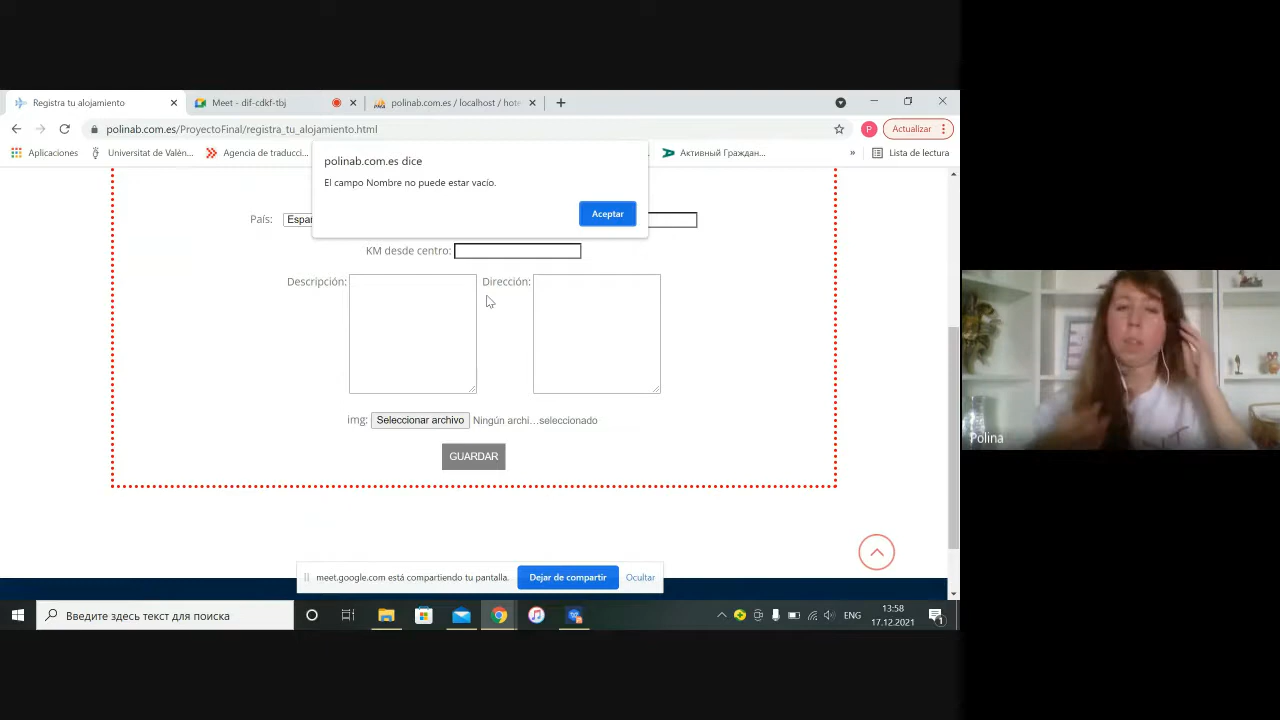 Registra tu alojamiento
Meet - dif-cdkf-tbj
polinab.com.es / localhost / hote
polinab.com.es/ProyectoFinal/registra_tu_alojamiento.html
P
Actualizar
Aplicaciones
Universitat de Valén...
Agencia de traducci...
Активный Граждан...
»
Lista de lectura
polinab.com.es dice
El campo Nombre no puede estar vacío.
Aceptar
País:
Espa
KM desde centro:
Descripción:
Dirección:
img:
Seleccionar archivo
Ningún archi...seleccionado
GUARDAR
Polina
meet.google.com está compartiendo tu pantalla.
Dejar de compartir
Ocultar
Введите здесь текст для поиска
ENG
13:58
17.12.2021
1